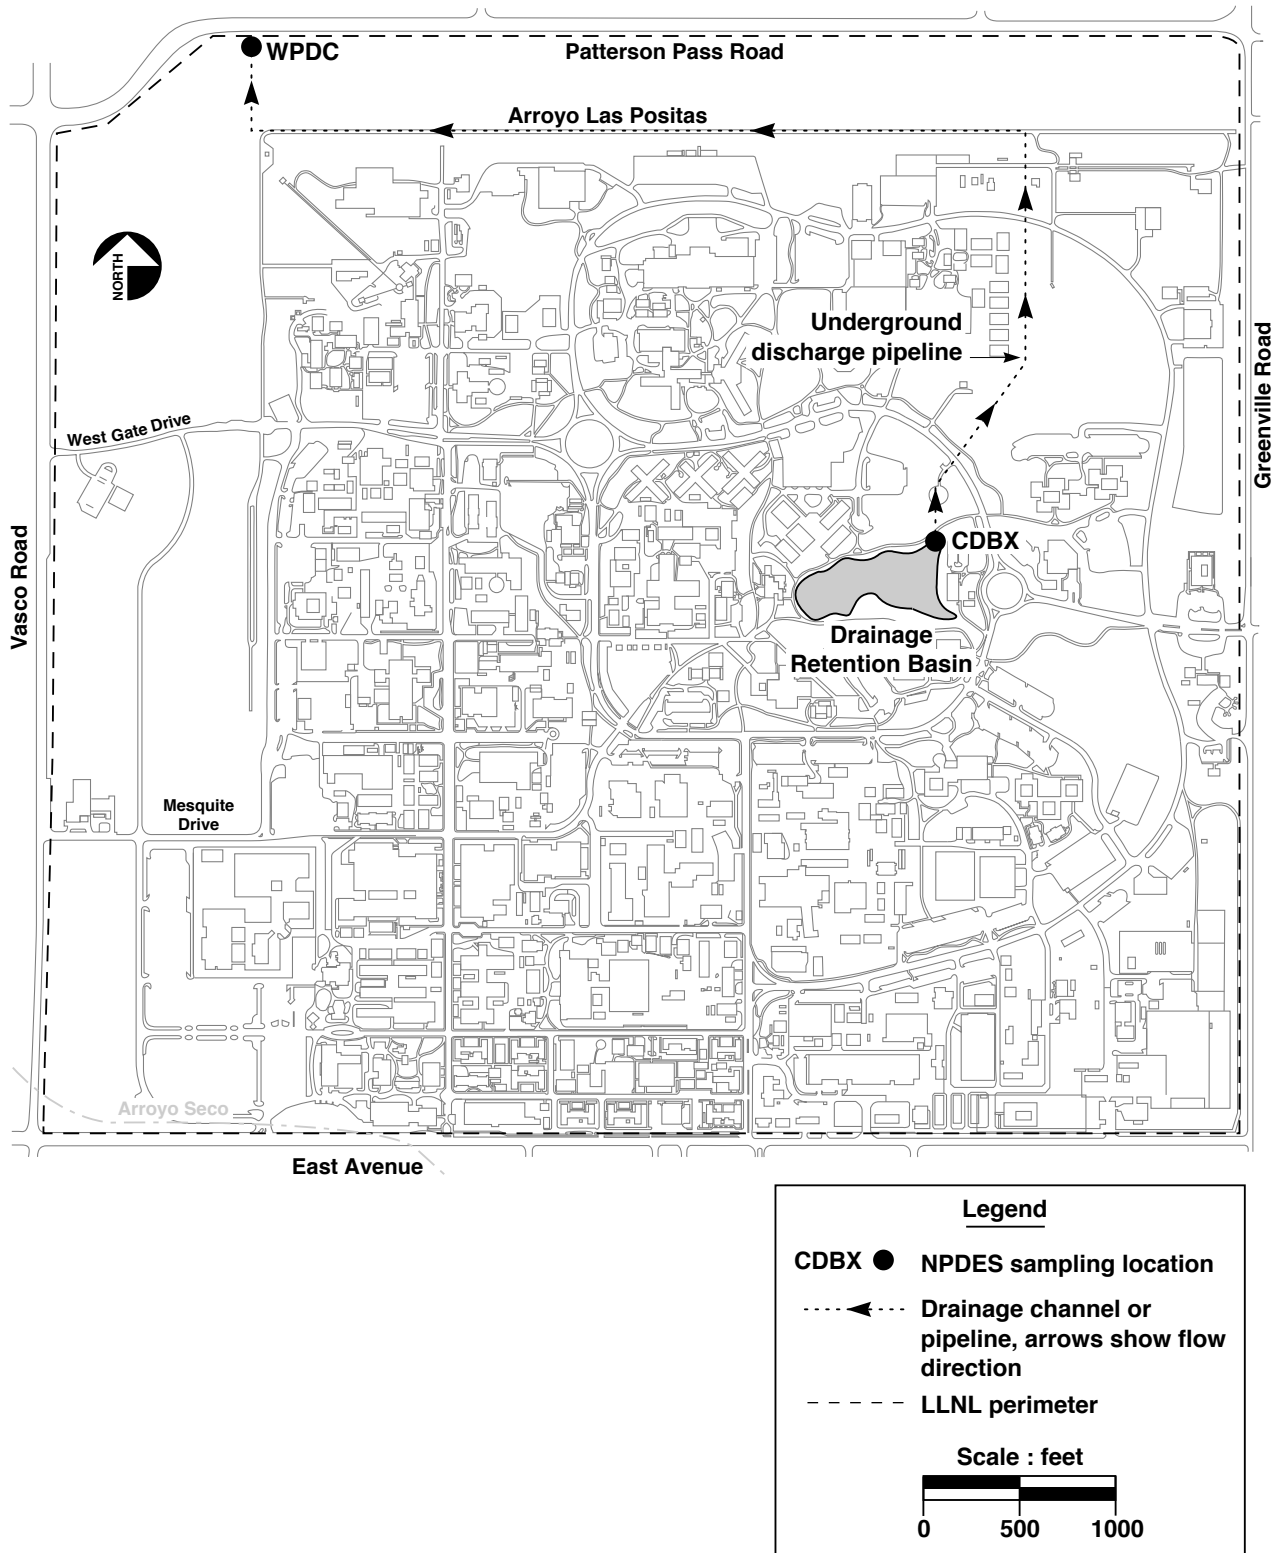 WPDC
Patterson Pass Road
Arroyo Las Positas
NORTH
Underground
discharge pipeline
Greenville Road
West Gate Drive
Vasco Road
CDBX
Drainage
Retention Basin
Mesquite
Drive
Arroyo Seco
East Avenue
Legend
CDBX NPDES sampling location
Drainage channel or
pipeline, arrows show flow
direction
LLNL perimeter
Scale : feet
0 500 1000